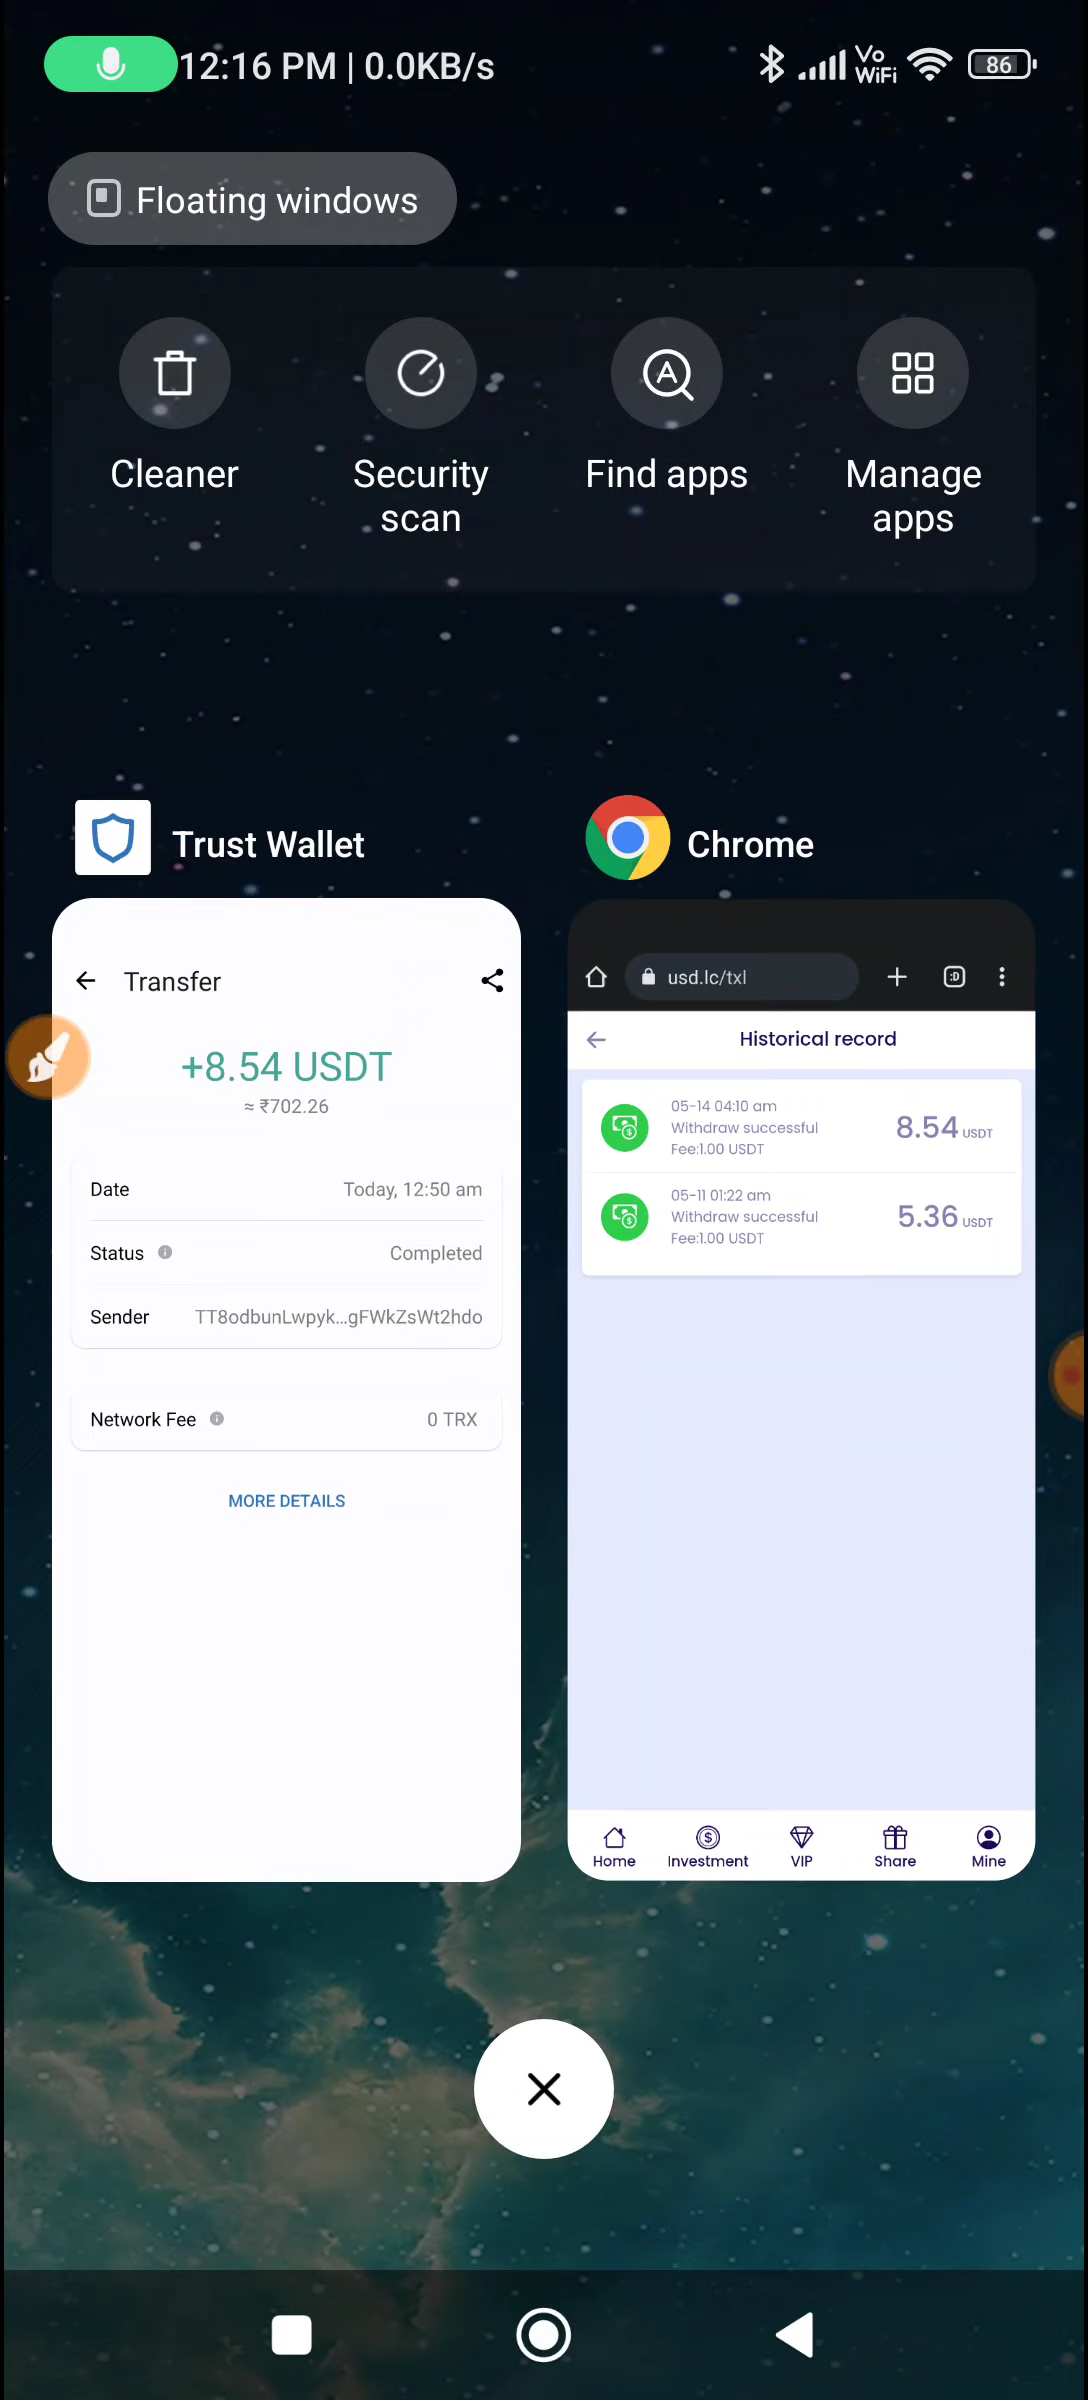 12:16 PM | 0.0KB/s
Vo
WiFi
86
Floating windows
Cleaner
Security
scan
Find apps
Manage
apps
Trust Wallet
Transfer
+8.54 USDT
≈ ₹702.26
Date
Today, 12:50 am
Status
Completed
Sender
TT8odbunLwpyk...gFWkZsWt2hdo
Network Fee
0 TRX
MORE DETAILS
Chrome
usd.lc/txl
:D
Historical record
05-14 04:10 am
Withdraw successful
Fee:1.00 USDT
8.54 USDT
05-11 01:22 am
Withdraw successful
Fee:1.00 USDT
5.36 USDT
Home
Investment
VIP
Share
Mine